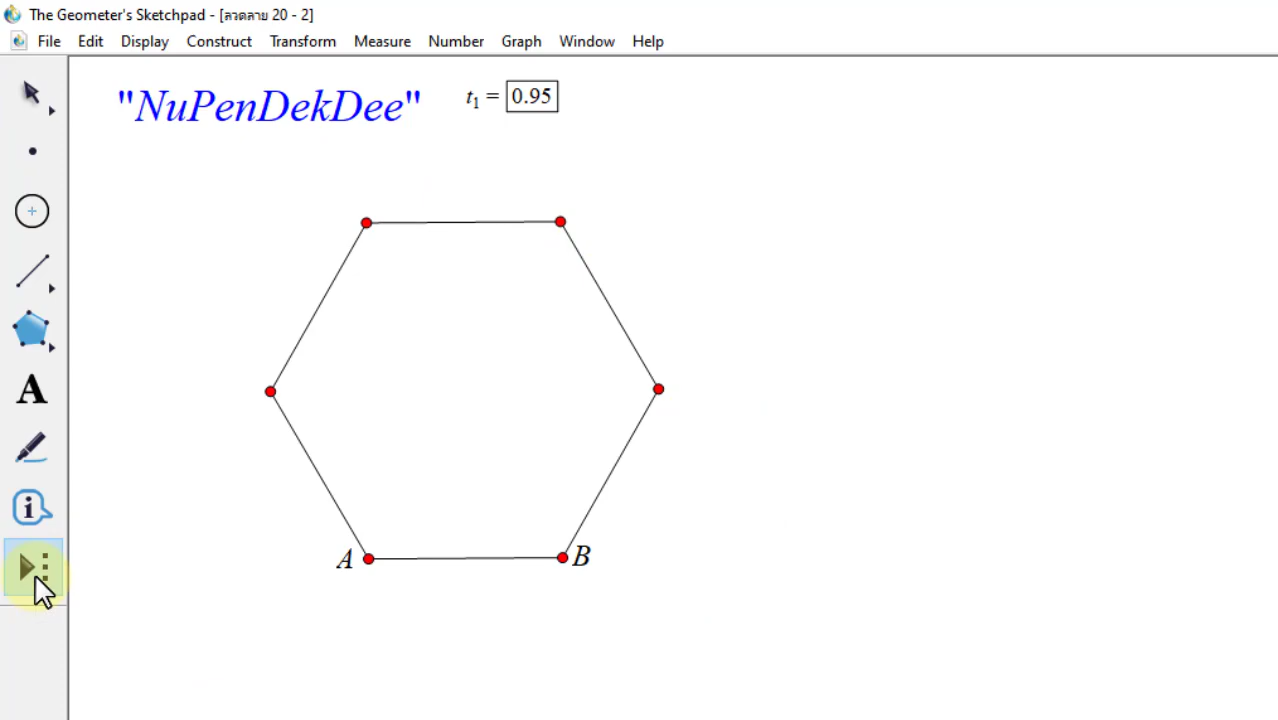 The Geometer's Sketchpad - [ลวดลาย 20 - 2]
File Edit Display Construct Transform Measure Number Graph Window Help
"NuPenDekDee" t1 = 0.95
A
A B